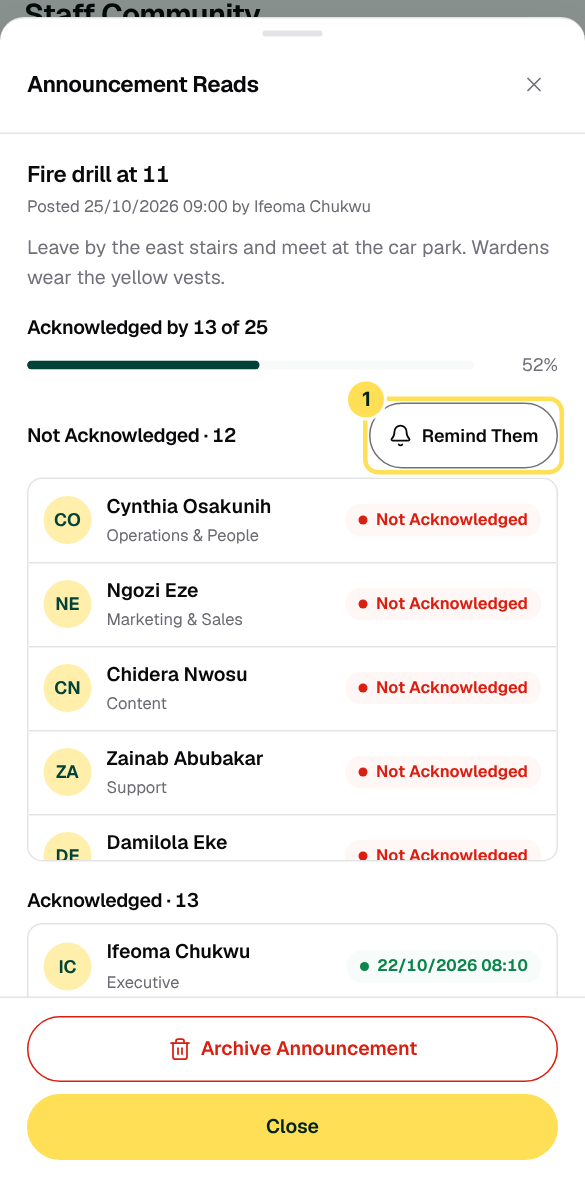 Staff Community
Announcement Reads
Fire drill at 11
Posted 25/10/2026 09:00 by Ifeoma Chukwu
Leave by the east stairs and meet at the car park. Wardens
wear the yellow vests.
Acknowledged by 13 of 25
52%
1
Not Acknowledged · 12
Remind Them
CO
Cynthia Osakunih
Operations & People
Not Acknowledged
NE
Ngozi Eze
Marketing & Sales
Not Acknowledged
CN
Chidera Nwosu
Content
Not Acknowledged
ZA
Zainab Abubakar
Support
Not Acknowledged
DE
Damilola Eke
Not Acknowledged
Acknowledged · 13
IC
Ifeoma Chukwu
Executive
22/10/2026 08:10
Archive Announcement
Close